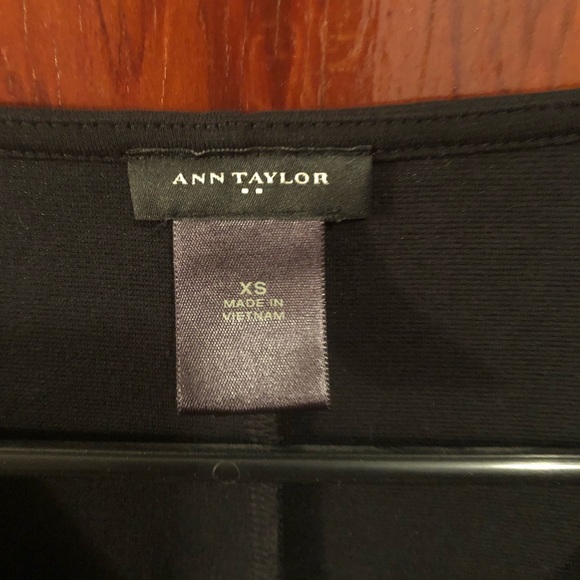 ANN TAYLOR
XS
MADE IN
VIETNAM